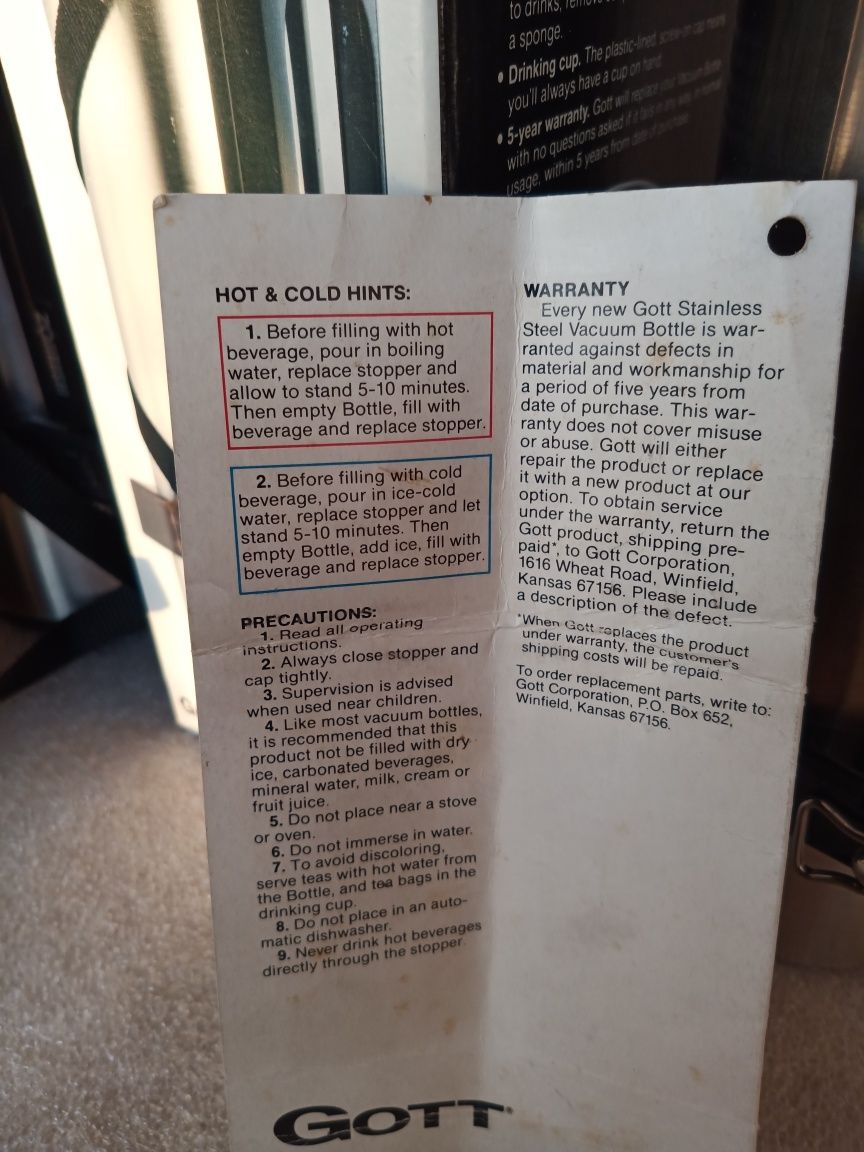 to drinks,
a sponge.
• Drinking cup. The plastic-lined screw-on cap means
you'll always have a cup on hand.
• 5-year warranty. Gott will replace your Vacuum Bottle
with no questions asked if it fails in any way, in normal
usage, within 5 years from date of purchase.
HOT & COLD HINTS:
1. Before filling with hot
beverage, pour in boiling
water, replace stopper and
allow to stand 5-10 minutes.
Then empty Bottle, fill with
beverage and replace stopper.
2. Before filling with cold
beverage, pour in ice-cold
water, replace stopper and let
stand 5-10 minutes. Then
empty Bottle, add ice, fill with
beverage and replace stopper.
PRECAUTIONS:
1. Read all operating
instructions.
2. Always close stopper and
cap tightly.
3. Supervision is advised
when used near children.
4. Like most vacuum bottles,
it is recommended that this
product not be filled with dry
ice, carbonated beverages,
mineral water, milk, cream or
fruit juice.
5. Do not place near a stove
or oven.
6. Do not immerse in water.
7. To avoid discoloring,
serve teas with hot water from
the Bottle, and tea bags in the
drinking cup.
8. Do not place in an auto-
matic dishwasher.
9. Never drink hot beverages
directly through the stopper.
GOTT
WARRANTY
Every new Gott Stainless
Steel Vacuum Bottle is war-
ranted against defects in
material and workmanship for
a period of five years from
date of purchase. This war-
ranty does not cover misuse
or abuse. Gott will either
repair the product or replace
it with a new product at our
option. To obtain service
under the warranty, return the
Gott product, shipping pre-
paid*, to Gott Corporation,
1616 Wheat Road, Winfield,
Kansas 67156. Please include
a description of the defect.
*When Gott replaces the product
under warranty, the customer's
shipping costs will be repaid.
To order replacement parts, write to:
Gott Corporation, P.O. Box 652,
Winfield, Kansas 67156.